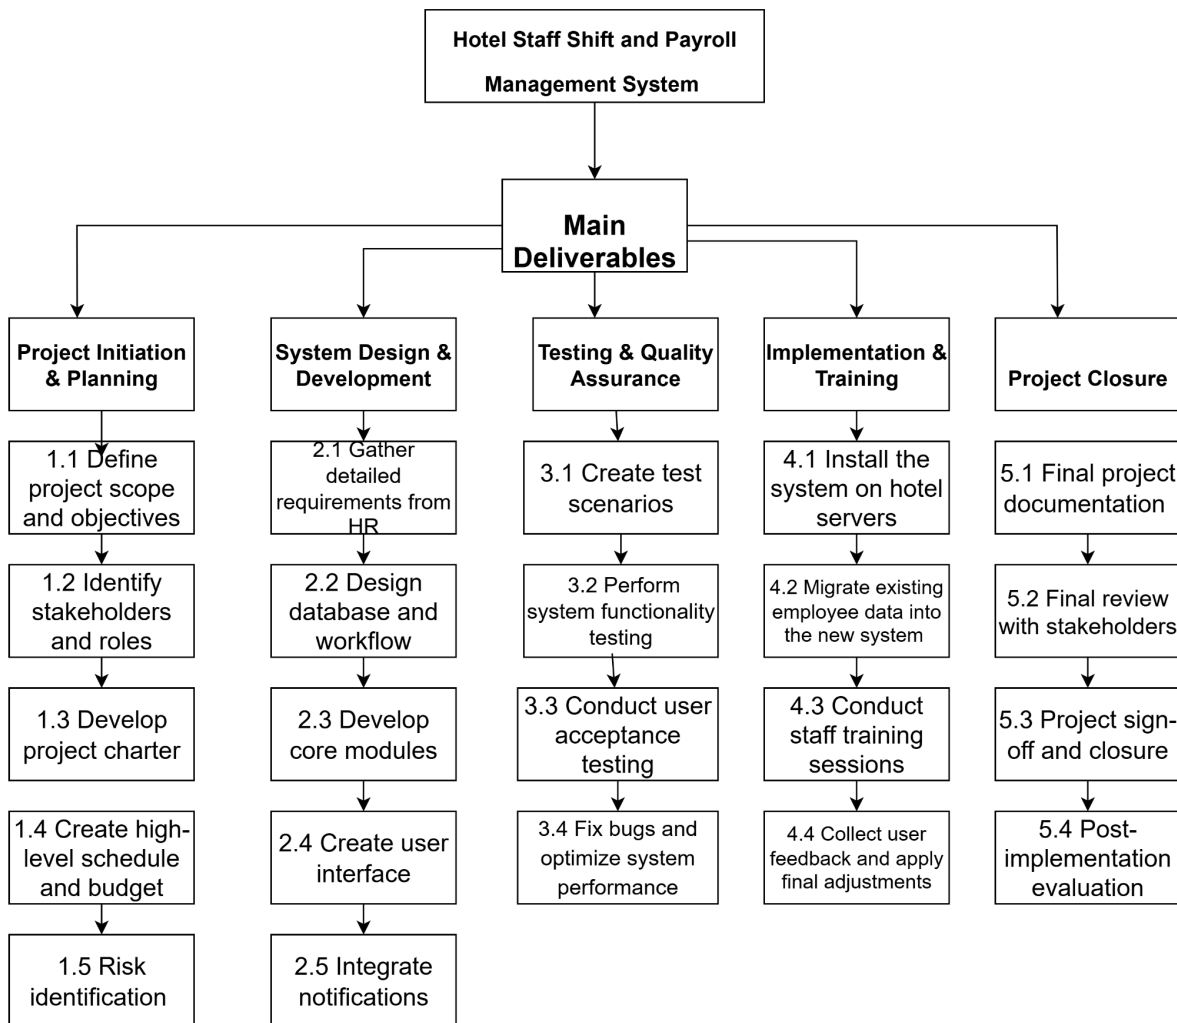 Hotel Staff Shift and Payroll
Management System
Main
Deliverables
Project Initiation
& Planning
1.1 Define
project scope
and objectives
1.2 Identify
stakeholders
and roles
1.3 Develop
project charter
1.4 Create high-
level schedule
and budget
1.5 Risk
identification
System Design &
Development
2.1 Gather
detailed
requirements from
HR
2.2 Design
database and
workflow
2.3 Develop
core modules
2.4 Create user
interface
2.5 Integrate
notifications
Testing & Quality
Assurance
3.1 Create test
scenarios
3.2 Perform
system functionality
testing
3.3 Conduct user
acceptance
testing
3.4 Fix bugs and
optimize system
performance
Implementation &
Training
4.1 Install the
system on hotel
servers
4.2 Migrate existing
employee data into
the new system
4.3 Conduct
staff training
sessions
4.4 Collect user
feedback and apply
final adjustments
Project Closure
5.1 Final project
documentation
5.2 Final review
with stakeholders
5.3 Project sign-
off and closure
5.4 Post-
implementation
evaluation